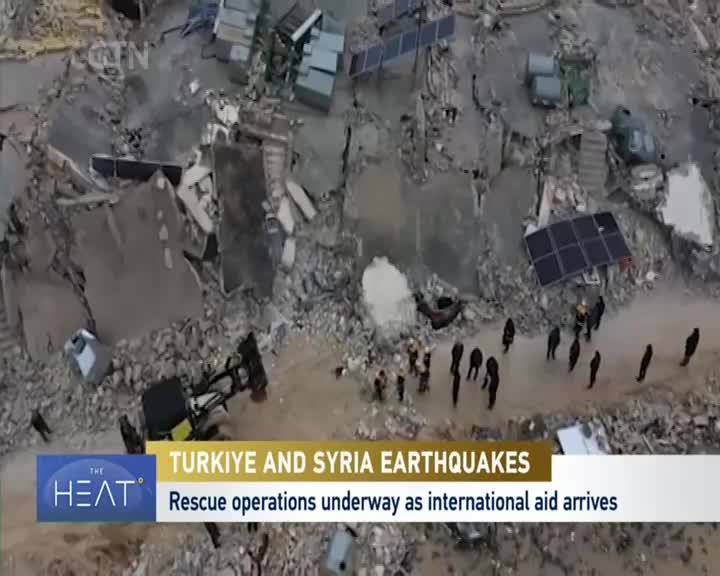 CGTN
TURKIYE AND SYRIA EARTHQUAKES
THE
HEAT
Rescue operations underway as international aid arrives